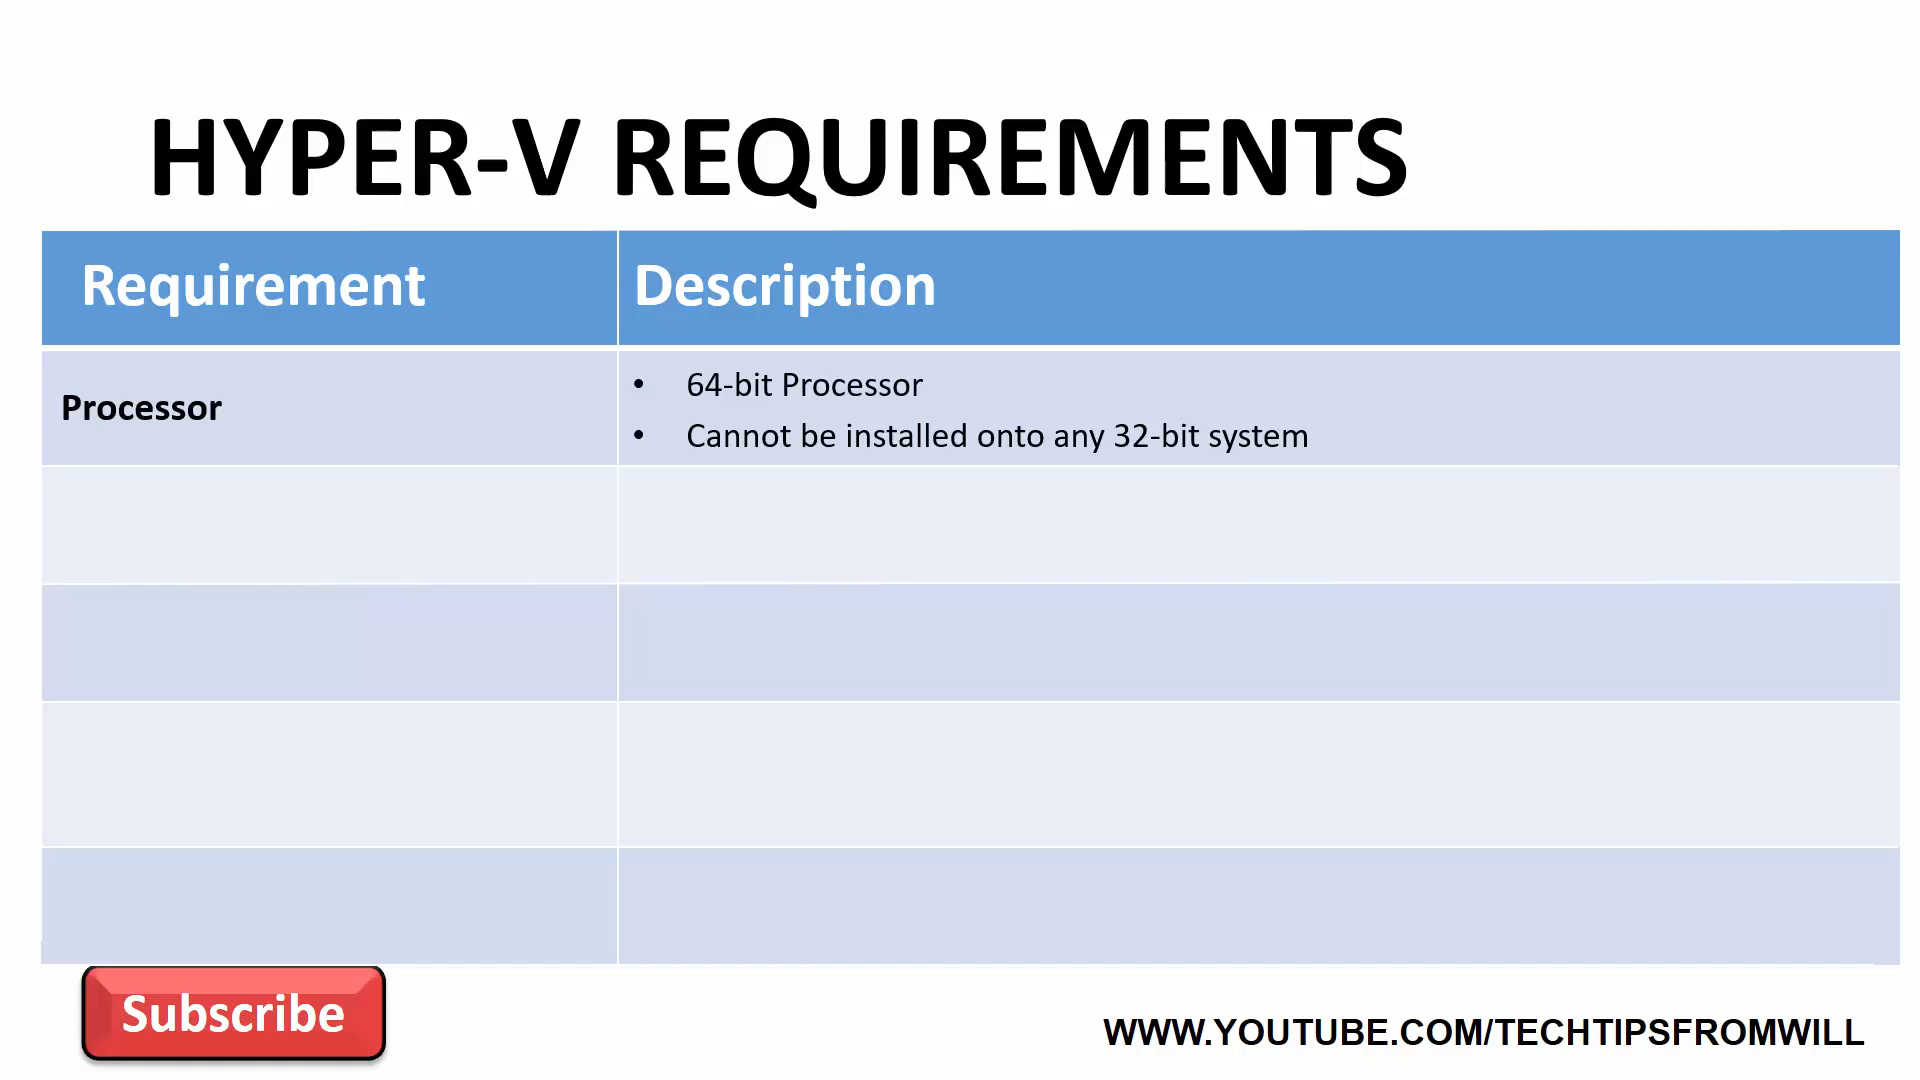 HYPER-V REQUIREMENTS
Requirement Description
Processor
• 64-bit Processor
• Cannot be installed onto any 32-bit system
Subscribe
WWW.YOUTUBE.COM/TECHTIPSFROMWILL